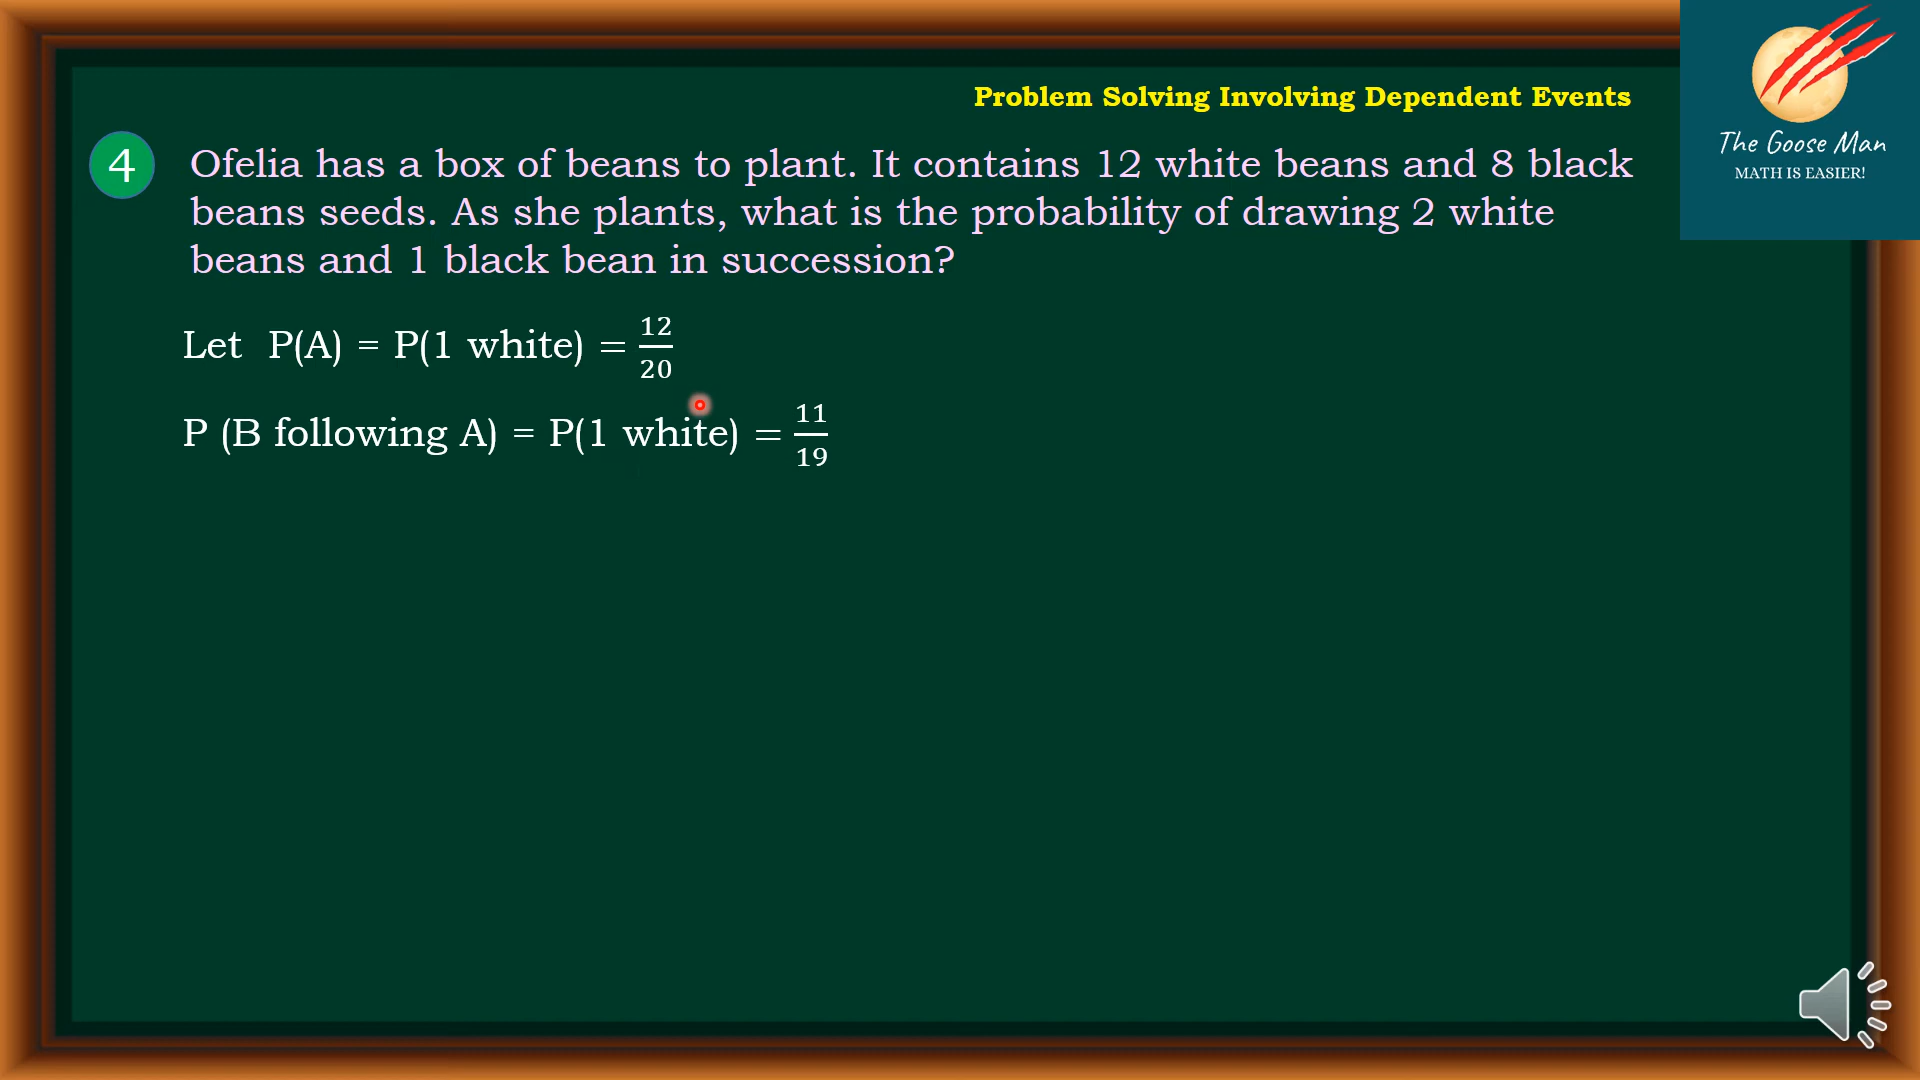 Problem Solving Involving Dependent Events
The Goose Man
MATH IS EASIER!
4
Ofelia has a box of beans to plant. It contains 12 white beans and 8 black
beans seeds. As she plants, what is the probability of drawing 2 white
beans and 1 black bean in succession?
Let P(A) = P(1 white) = 12/20
P (B following A) = P(1 white) = 11/19